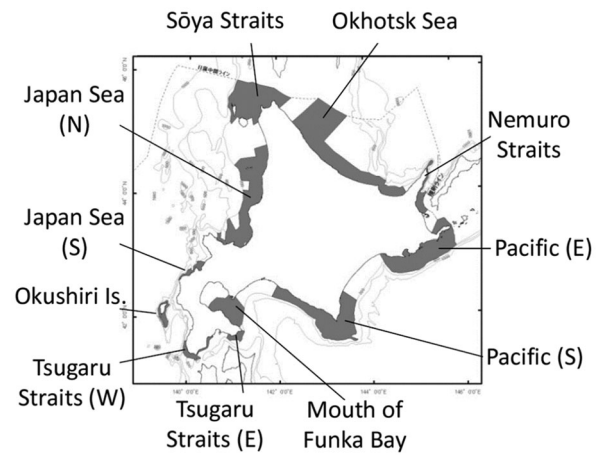 Sōya Straits
Okhotsk Sea
Japan Sea
(N)
Nemuro
Straits
Japan Sea
(S)
Pacific (E)
Okushiri Is.
Pacific (S)
Tsugaru
Straits (W)
Tsugaru
Straits (E)
Mouth of
Funka Bay